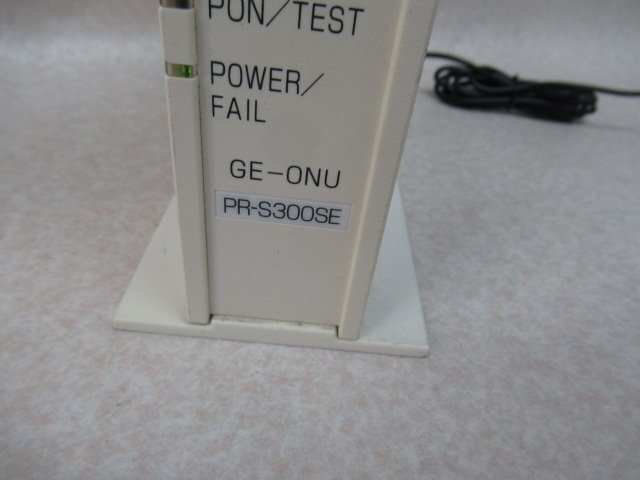 PON/TEST
POWER/
FAIL
GE-ONU
PR-S300SE